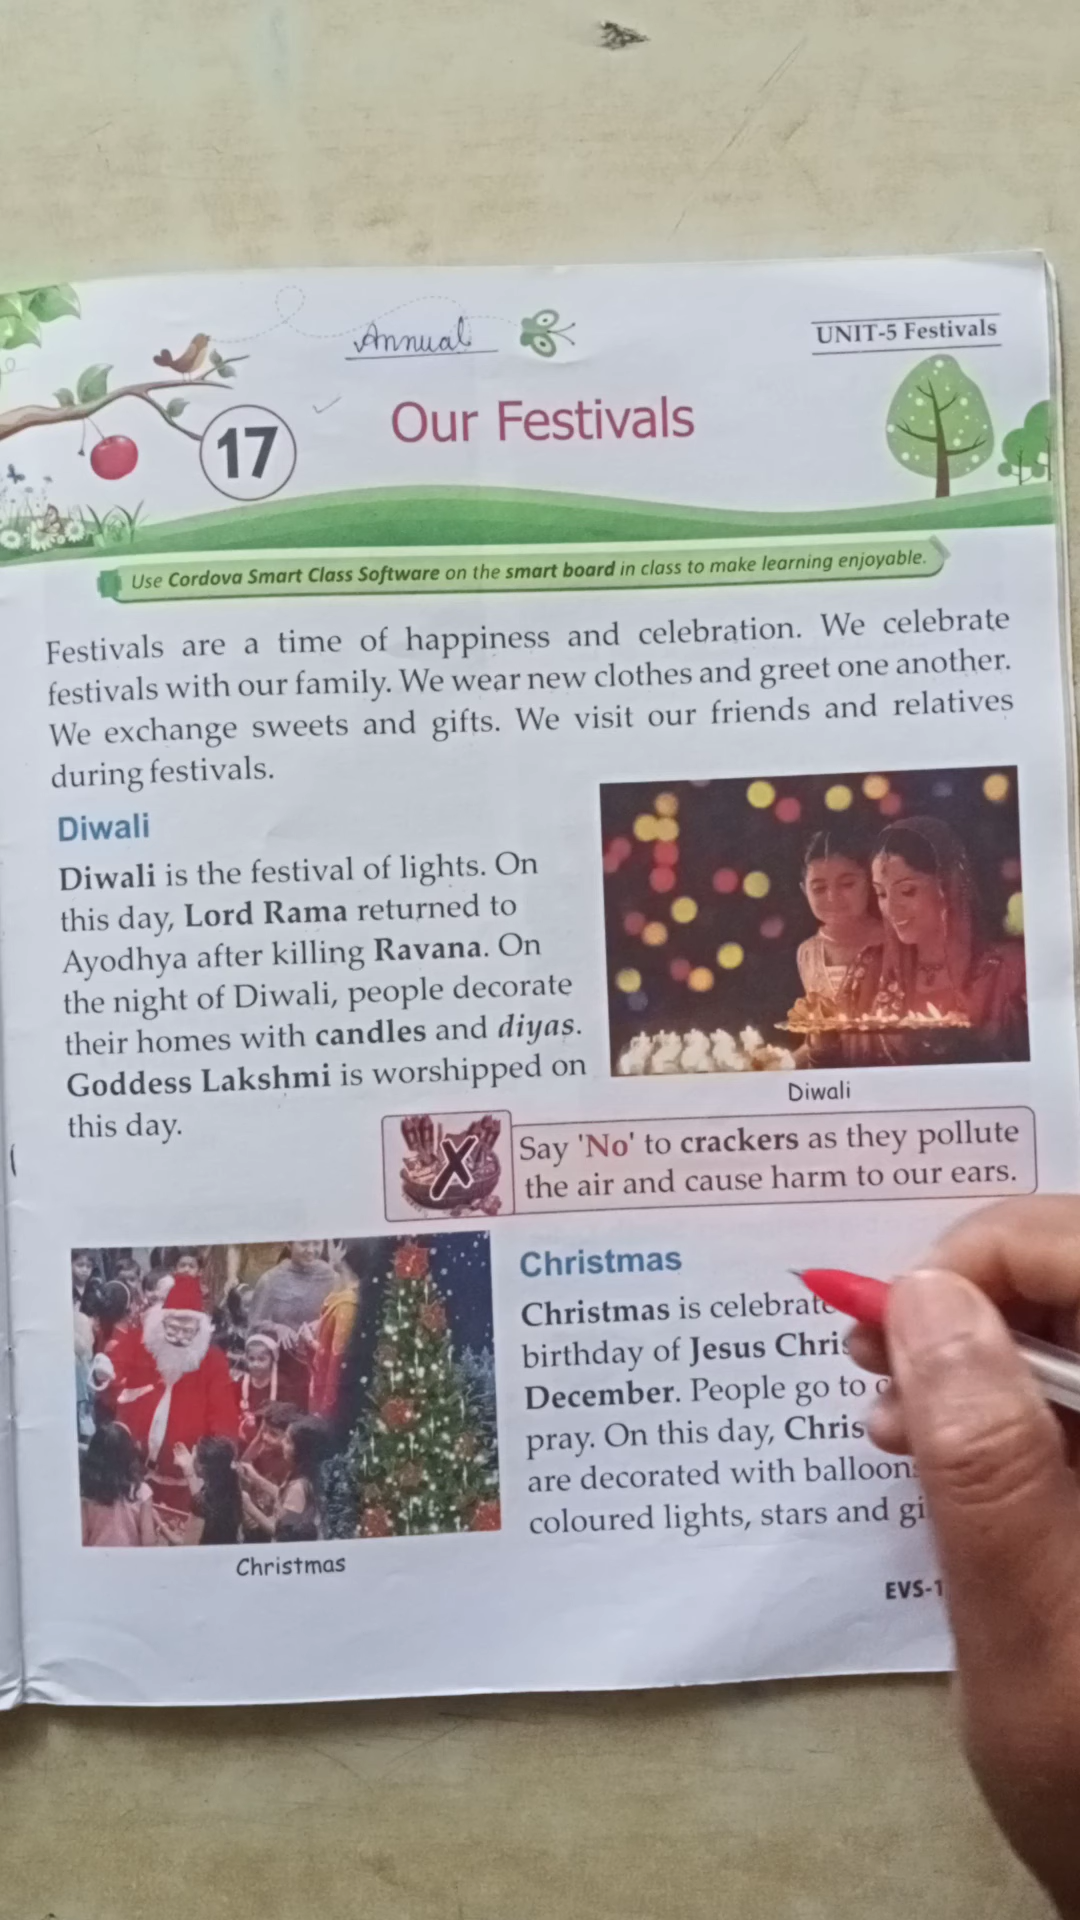 Annual
UNIT-5 Festivals
17
Our Festivals
Use Cordova Smart Class Software on the smart board in class to make learning enjoyable.
Festivals are a time of happiness and celebration. We celebrate
festivals with our family. We wear new clothes and greet one another.
We exchange sweets and gifts. We visit our friends and relatives
during festivals.
Diwali
Diwali is the festival of lights. On
this day, Lord Rama returned to
Ayodhya after killing Ravana. On
the night of Diwali, people decorate
their homes with candles and diyas.
Goddess Lakshmi is worshipped on
this day.
Diwali
Say 'No' to crackers as they pollute
the air and cause harm to our ears.
Christmas
Christmas is
birthday of Jesus
December. People go to
pray. On this day,
are decorated with
coloured lights, stars and
Christmas